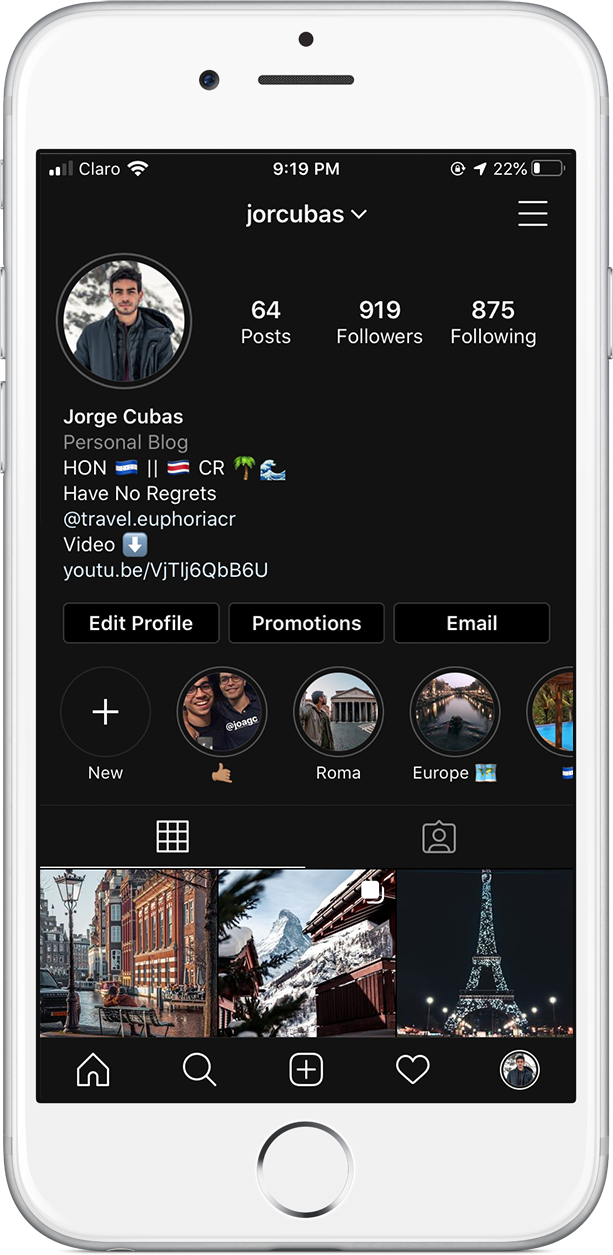 Claro 9:19 PM 22%
jorcubas
64 919 875
Posts Followers Following
Jorge Cubas
Personal Blog
HON 🇭🇳 || 🇨🇷 CR 🌴🌊
Have No Regrets
@travel.euphoriacr
Video ⬇️
youtu.be/VjTlj6QbB6U
Edit Profile Promotions Email
@joagc
New 🤙🏽 Roma Europe 🗺️ 🇭🇳